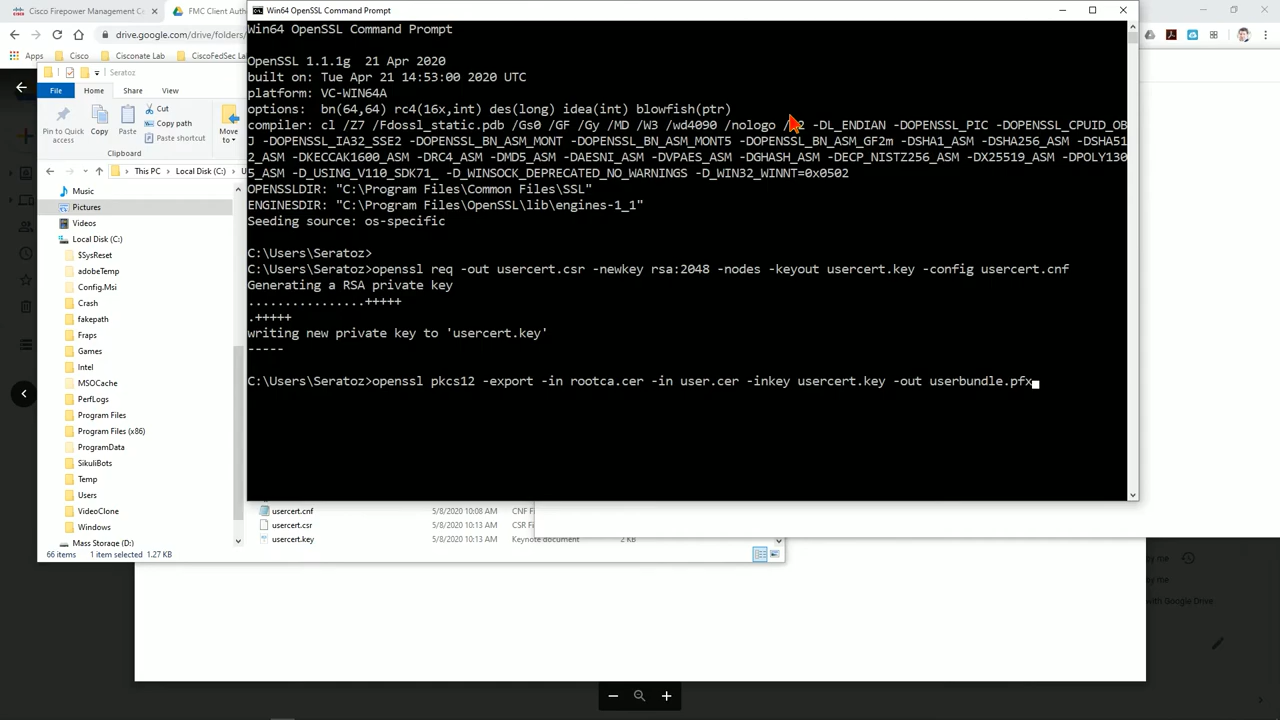 Cisco Firepower Management C
FMC Client Auth
Win64 OpenSSL Command Prompt
drive.google.com/drive/folders/
Apps
Cisco
Cisconate Lab
CiscoFedSec Lab
Seratoz
File
Home
Share
View
Pin to Quick
Access
Copy
Paste
Cut
Copy path
Paste shortcut
Move
to
Clipboard
This PC
Local Disk (C:)
Music
Pictures
Videos
Local Disk (C:)
$SysReset
adobeTemp
Config.Msi
Crash
fakepath
Fraps
Games
Intel
MSOCache
PerfLogs
Program Files
Program Files (x86)
ProgramData
SikuliBots
Temp
Users
VideoClone
Windows
Mass Storage (D:)
66 items
1 item selected 1.27 KB
Win64 OpenSSL Command Prompt
OpenSSL 1.1.1g  21 Apr 2020
built on: Tue Apr 21 14:53:00 2020 UTC
platform: VC-WIN64A
options:  bn(64,64) rc4(16x,int) des(long) idea(int) blowfish(ptr)
compiler: cl /Z7 /Fdossl_static.pdb /Gs0 /GF /Gy /MD /W3 /wd4090 /nologo -DL_ENDIAN -DOPENSSL_PIC -DOPENSSL_CPUID_OB
J -DOPENSSL_IA32_SSE2 -DOPENSSL_BN_ASM_MONT -DOPENSSL_BN_ASM_MONT5 -DOPENSSL_BN_ASM_GF2m -DSHA1_ASM -DSHA256_ASM -DSHA51
2_ASM -DKECCAK1600_ASM -DRC4_ASM -DMD5_ASM -DAESNI_ASM -DVPAES_ASM -DGHASH_ASM -DECP_NISTZ256_ASM -DX25519_ASM -DPOLY130
5_ASM -D_USING_V110_SDK71_ -D_WINSOCK_DEPRECATED_NO_WARNINGS -D_WIN32_WINNT=0x0502
OPENSSLDIR: "C:\Program Files\Common Files\SSL"
ENGINESDIR: "C:\Program Files\OpenSSL\lib\engines-1_1"
Seeding source: os-specific
C:\Users\Seratoz>
C:\Users\Seratoz>openssl req -out usercert.csr -newkey rsa:2048 -nodes -keyout usercert.key -config usercert.cnf
Generating a RSA private key
................+++++
.+++++
writing new private key to 'usercert.key'
-----
C:\Users\Seratoz>openssl pkcs12 -export -in rootca.cer -in user.cer -inkey usercert.key -out userbundle.pfx
usercert.cnf 5/8/2020 10:08 AM CNF F
usercert.csr 5/8/2020 10:13 AM CSR Fi
usercert.key 5/8/2020 10:13 AM Keynote document 2 KB
by me
by me
with Google Drive